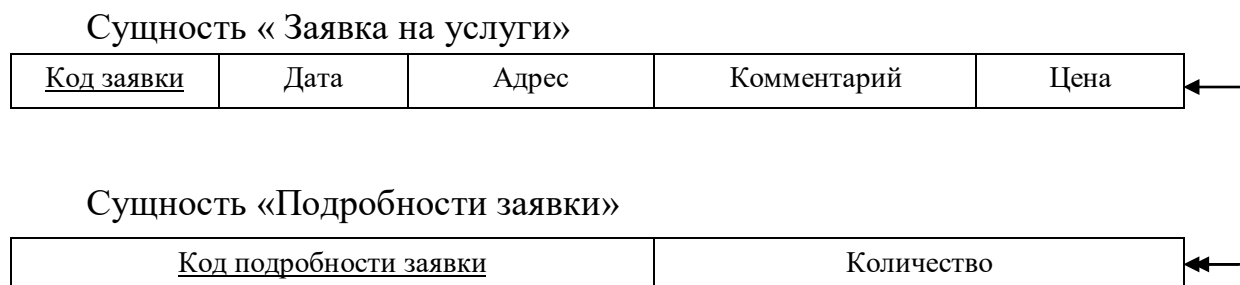 Сущность « Заявка на услуги»
Код заявки Дата Адрес Комментарий Цена
Сущность «Подробности заявки»
Код подробности заявки Количество